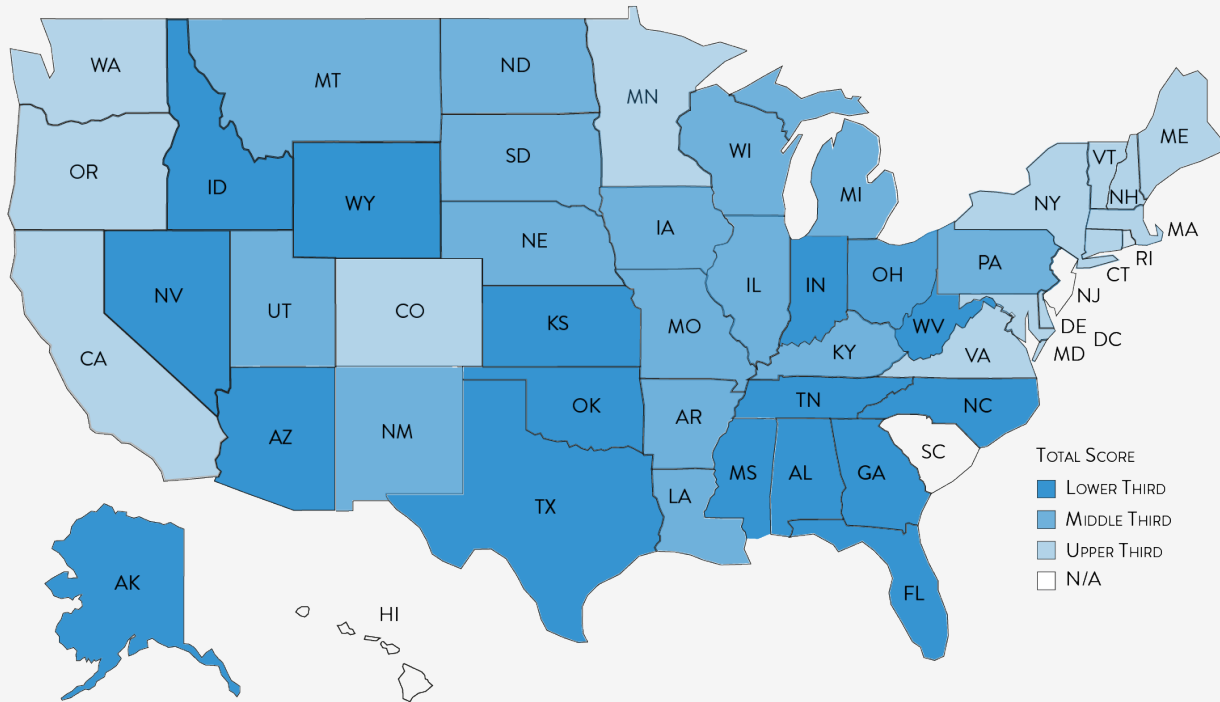 WA
MT
ND
MN
OR
ID
WY
SD
WI
MI
ME
VT
NH
NY
MA
RI
CT
NV
UT
CO
NE
IA
IL
IN
OH
PA
NJ
CA
KS
MO
KY
WV
VA
DE
MD
DC
AZ
NM
OK
AR
TN
NC
TX
LA
MS
AL
GA
SC
FL
AK
HI
TOTAL SCORE
LOWER THIRD
MIDDLE THIRD
UPPER THIRD
N/A